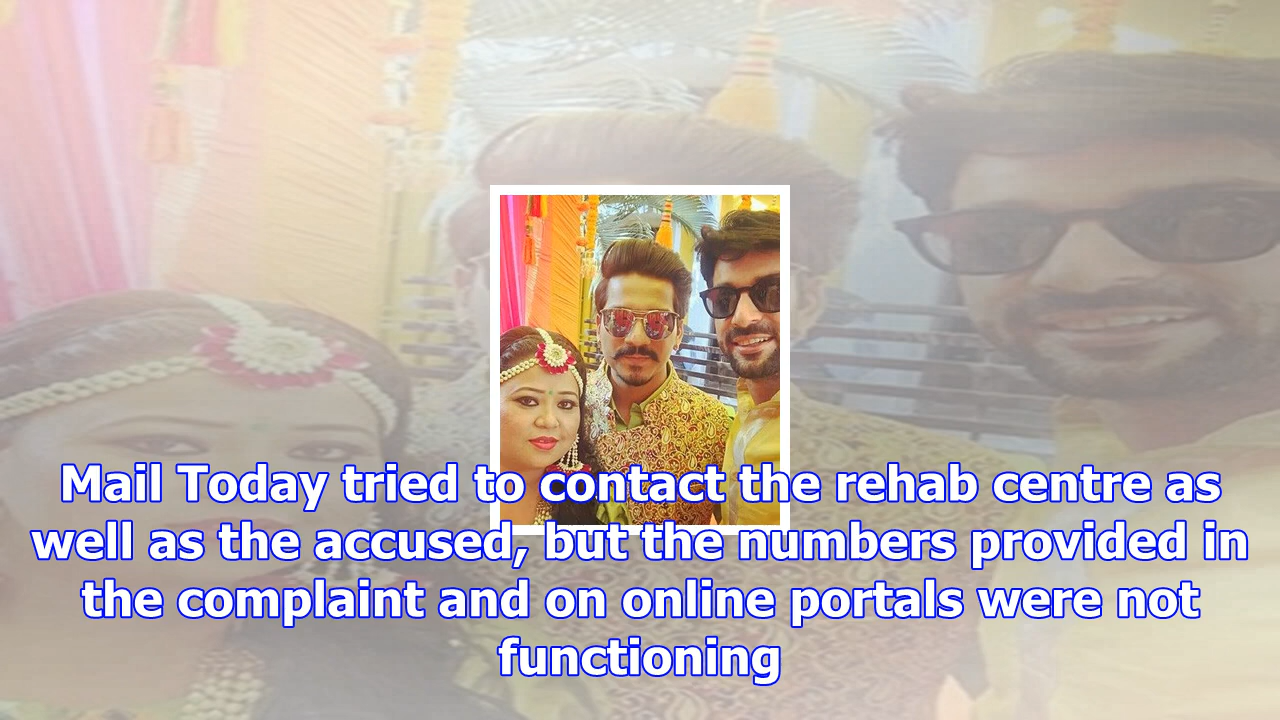 Mail Today tried to contact the rehab centre as
well as the accused, but the numbers provided in
the complaint and on online portals were not
functioning